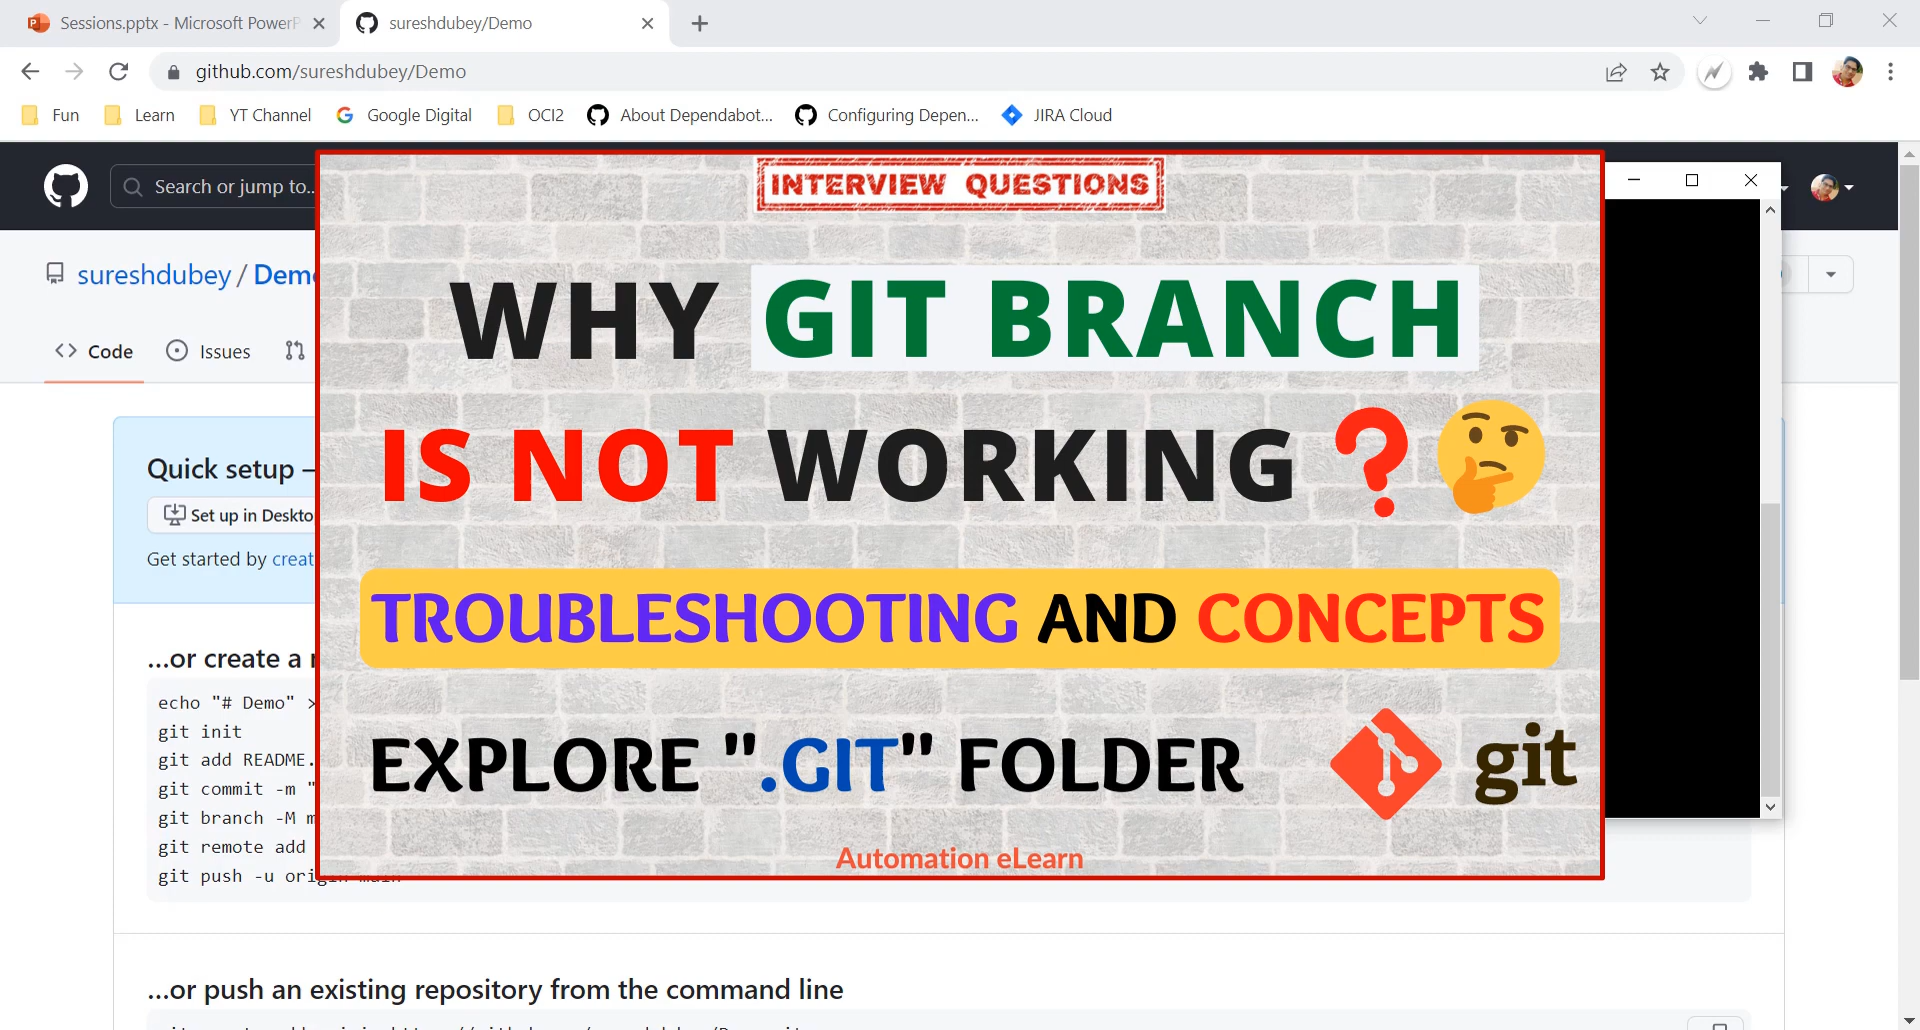 Sessions.pptx - Microsoft PowerP
sureshdubey/Demo
github.com/sureshdubey/Demo
Fun
Learn
YT Channel
Google Digital
OCI2
About Dependabot...
Configuring Depen...
JIRA Cloud
Search or jump to...
INTERVIEW QUESTIONS
sureshdubey / Demo
WHY GIT BRANCH
Code
Issues
IS NOT WORKING ?
Quick setup —
Set up in Deskto
Get started by creat
TROUBLESHOOTING AND CONCEPTS
...or create a
echo "# Demo" >
git init
git add README.
git commit -m "
git branch -M m
git remote add
git push -u origin main
EXPLORE ".GIT" FOLDER
git
Automation eLearn
...or push an existing repository from the command line